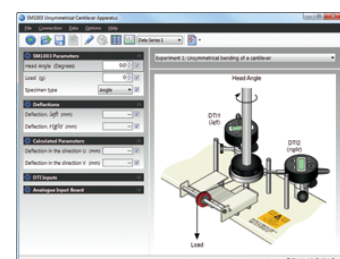 SM1003 Unsymmetrical Cantilever Apparatus
File Connection Data Options Help
Data Series 1
SM1003 Parameters
Head Angle (Degrees) 0.0
Load (g) 0
Specimen type Angle
Deflections
Deflection, left (mm) --
Deflection, right (mm) --
Calculated Parameters
Deflection in the direction U (mm) --
Deflection in the direction V (mm) --
DTI Inputs
Analogue Input Board
Experiment 1: Unsymmetrical bending of a cantilever
Head Angle
DTI1
(left)
DTI2
(right)
Load